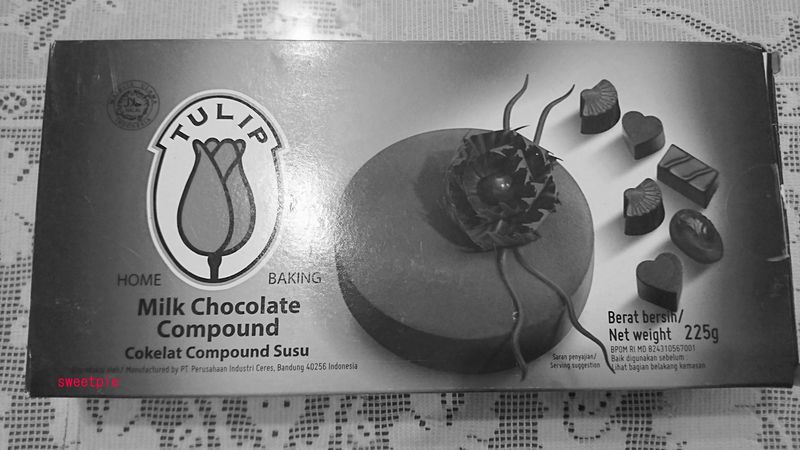 TULIP
HOME BAKING
Milk Chocolate
Compound
Cokelat Compound Susu
Manufactured by PT Perusahaan Industri Ceres, Bandung 40256 Indonesia
Saran penyajian/
Serving suggestion
Berat bersih/
Net weight 225g
BPOM RI MD 824310567001
Baik digunakan sebelum
Lihat bagian belakang kemasan
sweetpie